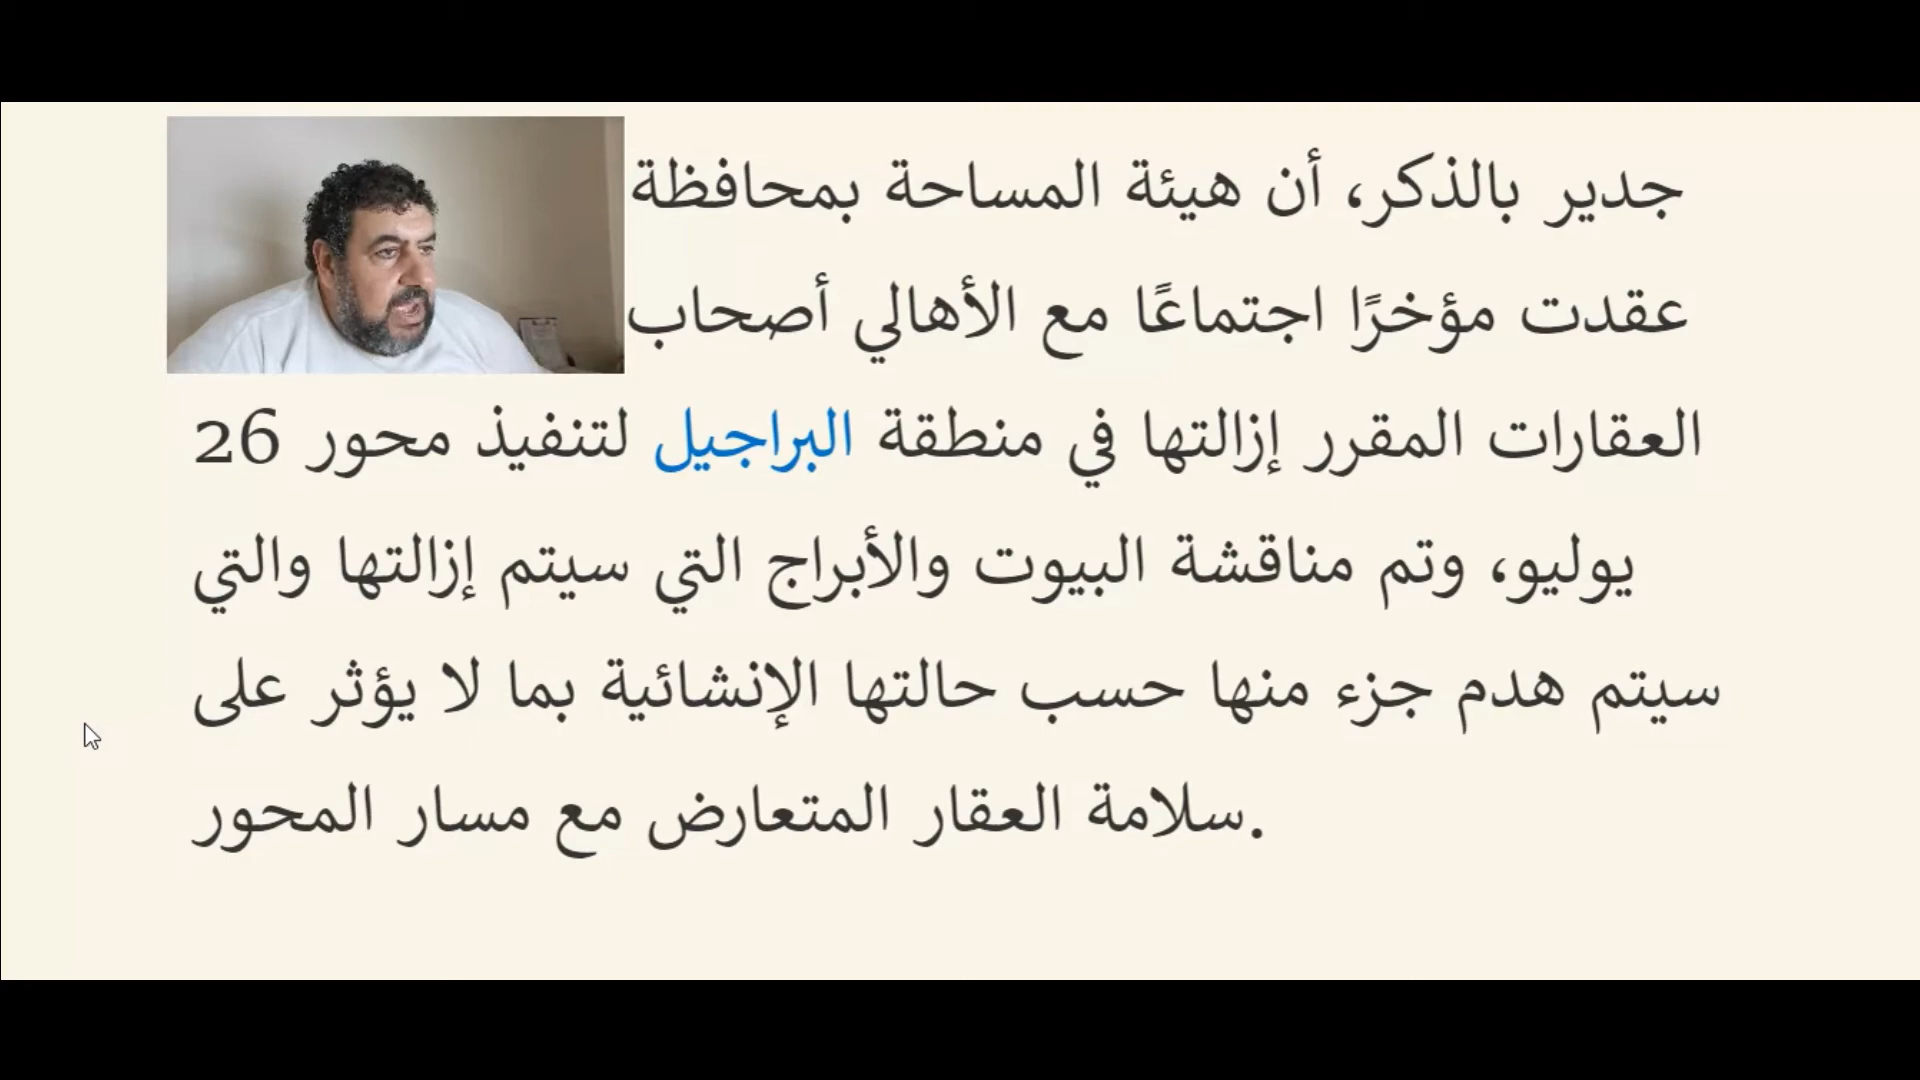 جدير بالذكر، أن هيئة المساحة بمحافظة
عقدت مؤخرًا اجتماعًا مع الأهالي أصحاب
العقارات المقرر إزالتها في منطقة البراجيل لتنفيذ محور 26
يوليو، وتم مناقشة البيوت والأبراج التي سيتم إزالتها والتي
سيتم هدم جزء منها حسب حالتها الإنشائية بما لا يؤثر على
.سلامة العقار المتعارض مع مسار المحور